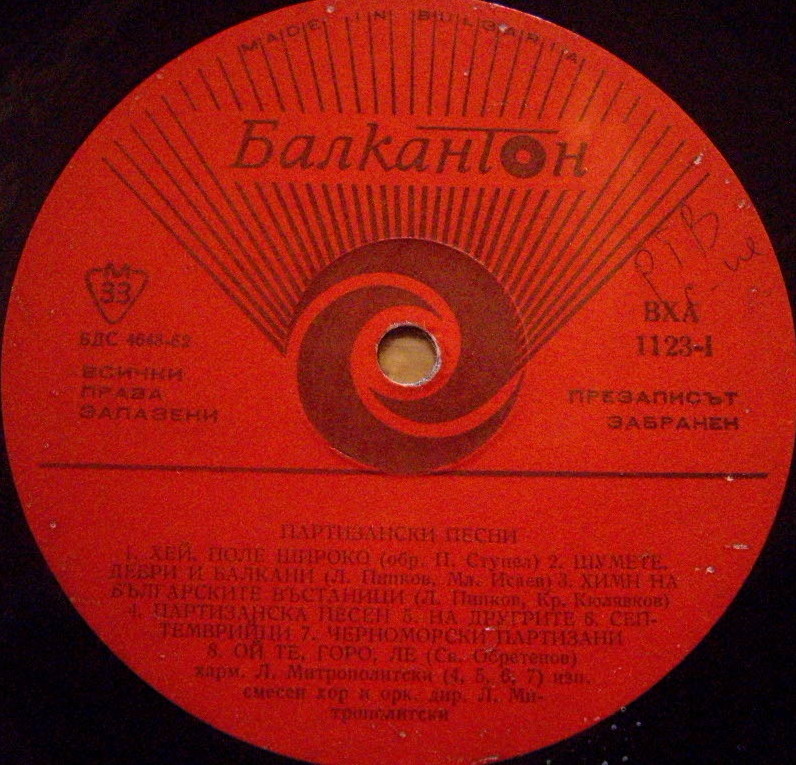 MADE IN BULGARIA
Балкантон
М
33
БДС 4643-62
ВСИЧКИ
ПРАВА
ЗАПАЗЕНИ
РТВ
ВХА
1123-I
ПРЕЗАПИСЪТ
ЗАБРАНЕН
ПАРТИЗАНСКИ ПЕСНИ
1. ХЕЙ, ПОЛЕ ШИРОКО (обр. П. Ступел) 2. ШУМЕТЕ,
ДЕБРИ И БАЛКАНИ (Л. Пипков, Мл. Исаев) 3. ХИМН НА
БЪЛГАРСКИТЕ ВЪСТАНИЦИ (Л. Пипков, Кр. Кюлявков)
4. ПАРТИЗАНСКА ПЕСЕН 5. НА ДРУГРИТЕ 6. СЕП-
ТЕМВРИЙЦИ 7. ЧЕРНОМОРСКИ ПАРТИЗАНИ
8. ОЙ ТЕ, ГОРО, ЛЕ (Св. Обретенов)
харм. Л. Митрополитски (4, 5, 6, 7) изп.
смесен хор и орк. дир. Л. Ми-
трополитски